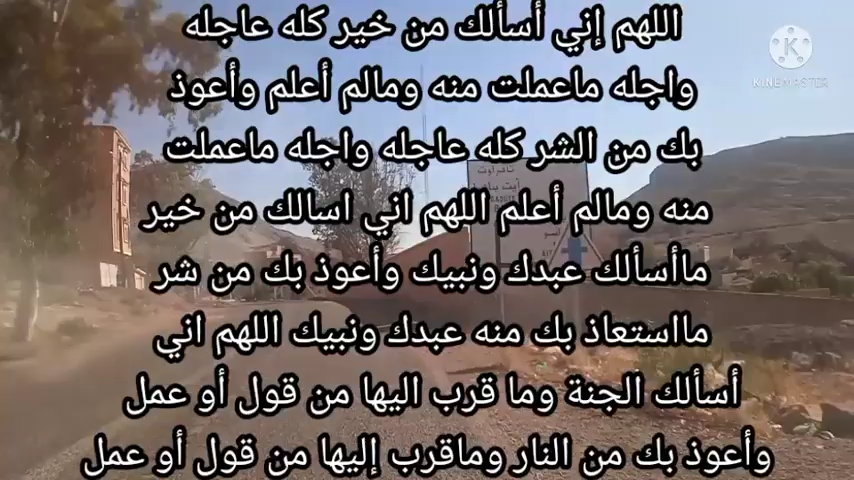 اللهم إني أسألك من خير كله عاجله
واجله ماعملت منه ومالم أعلم وأعوذ
بك من الشر كله عاجله واجله ماعملت
منه ومالم أعلم اللهم اني اسالك من خير
ماأسألك عبدك ونبيك وأعوذ بك من شر
مااستعاذ بك منه عبدك ونبيك اللهم اني
أسألك الجنة وما قرب اليها من قول أو عمل
وأعوذ بك من النار وماقرب إليها من قول أو عمل
KINEMASTER